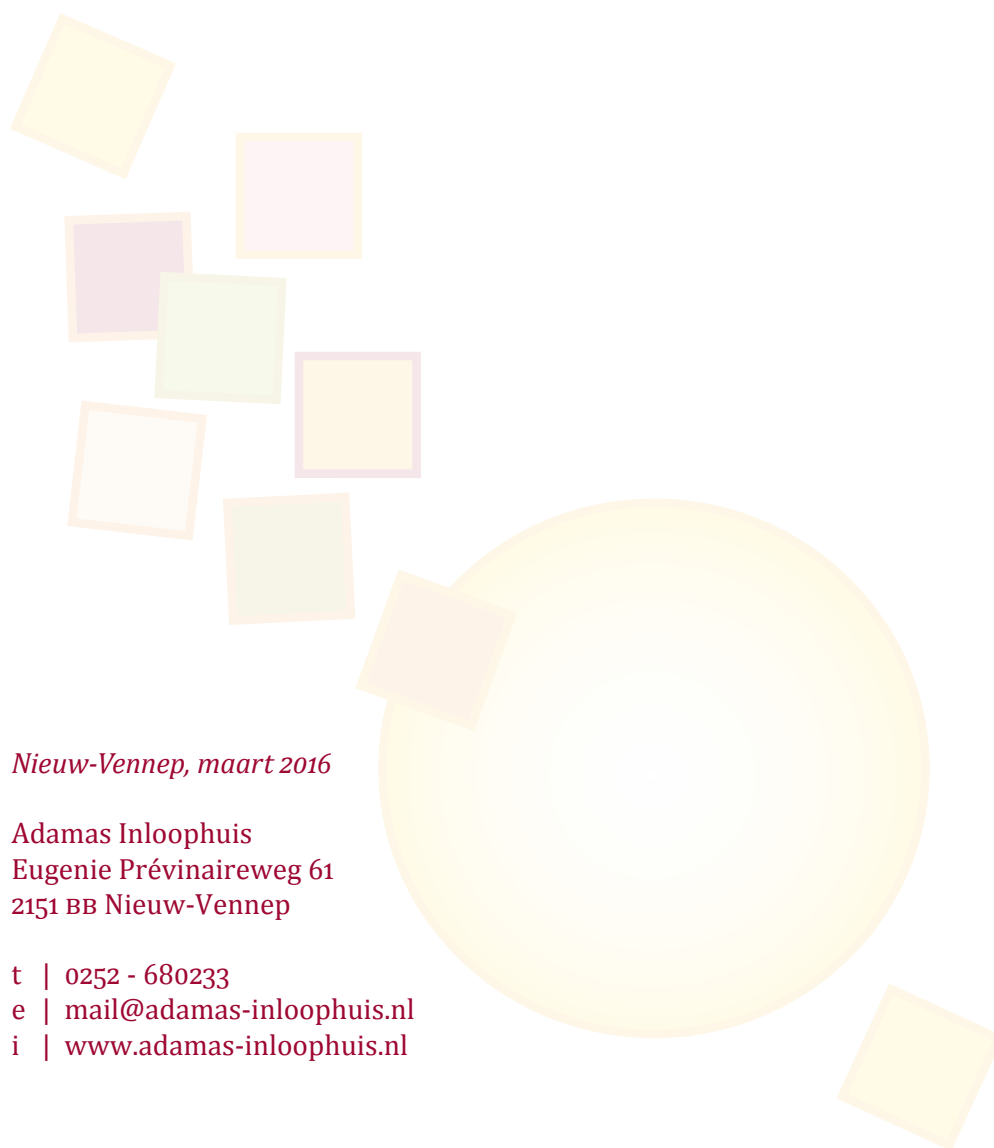 Nieuw-Vennep, maart 2016
Adamas Inloophuis
Eugenie Prévinaireweg 61
2151 BB Nieuw-Vennep
t | 0252 - 680233
e | mail@adamas-inloophuis.nl
i | www.adamas-inloophuis.nl